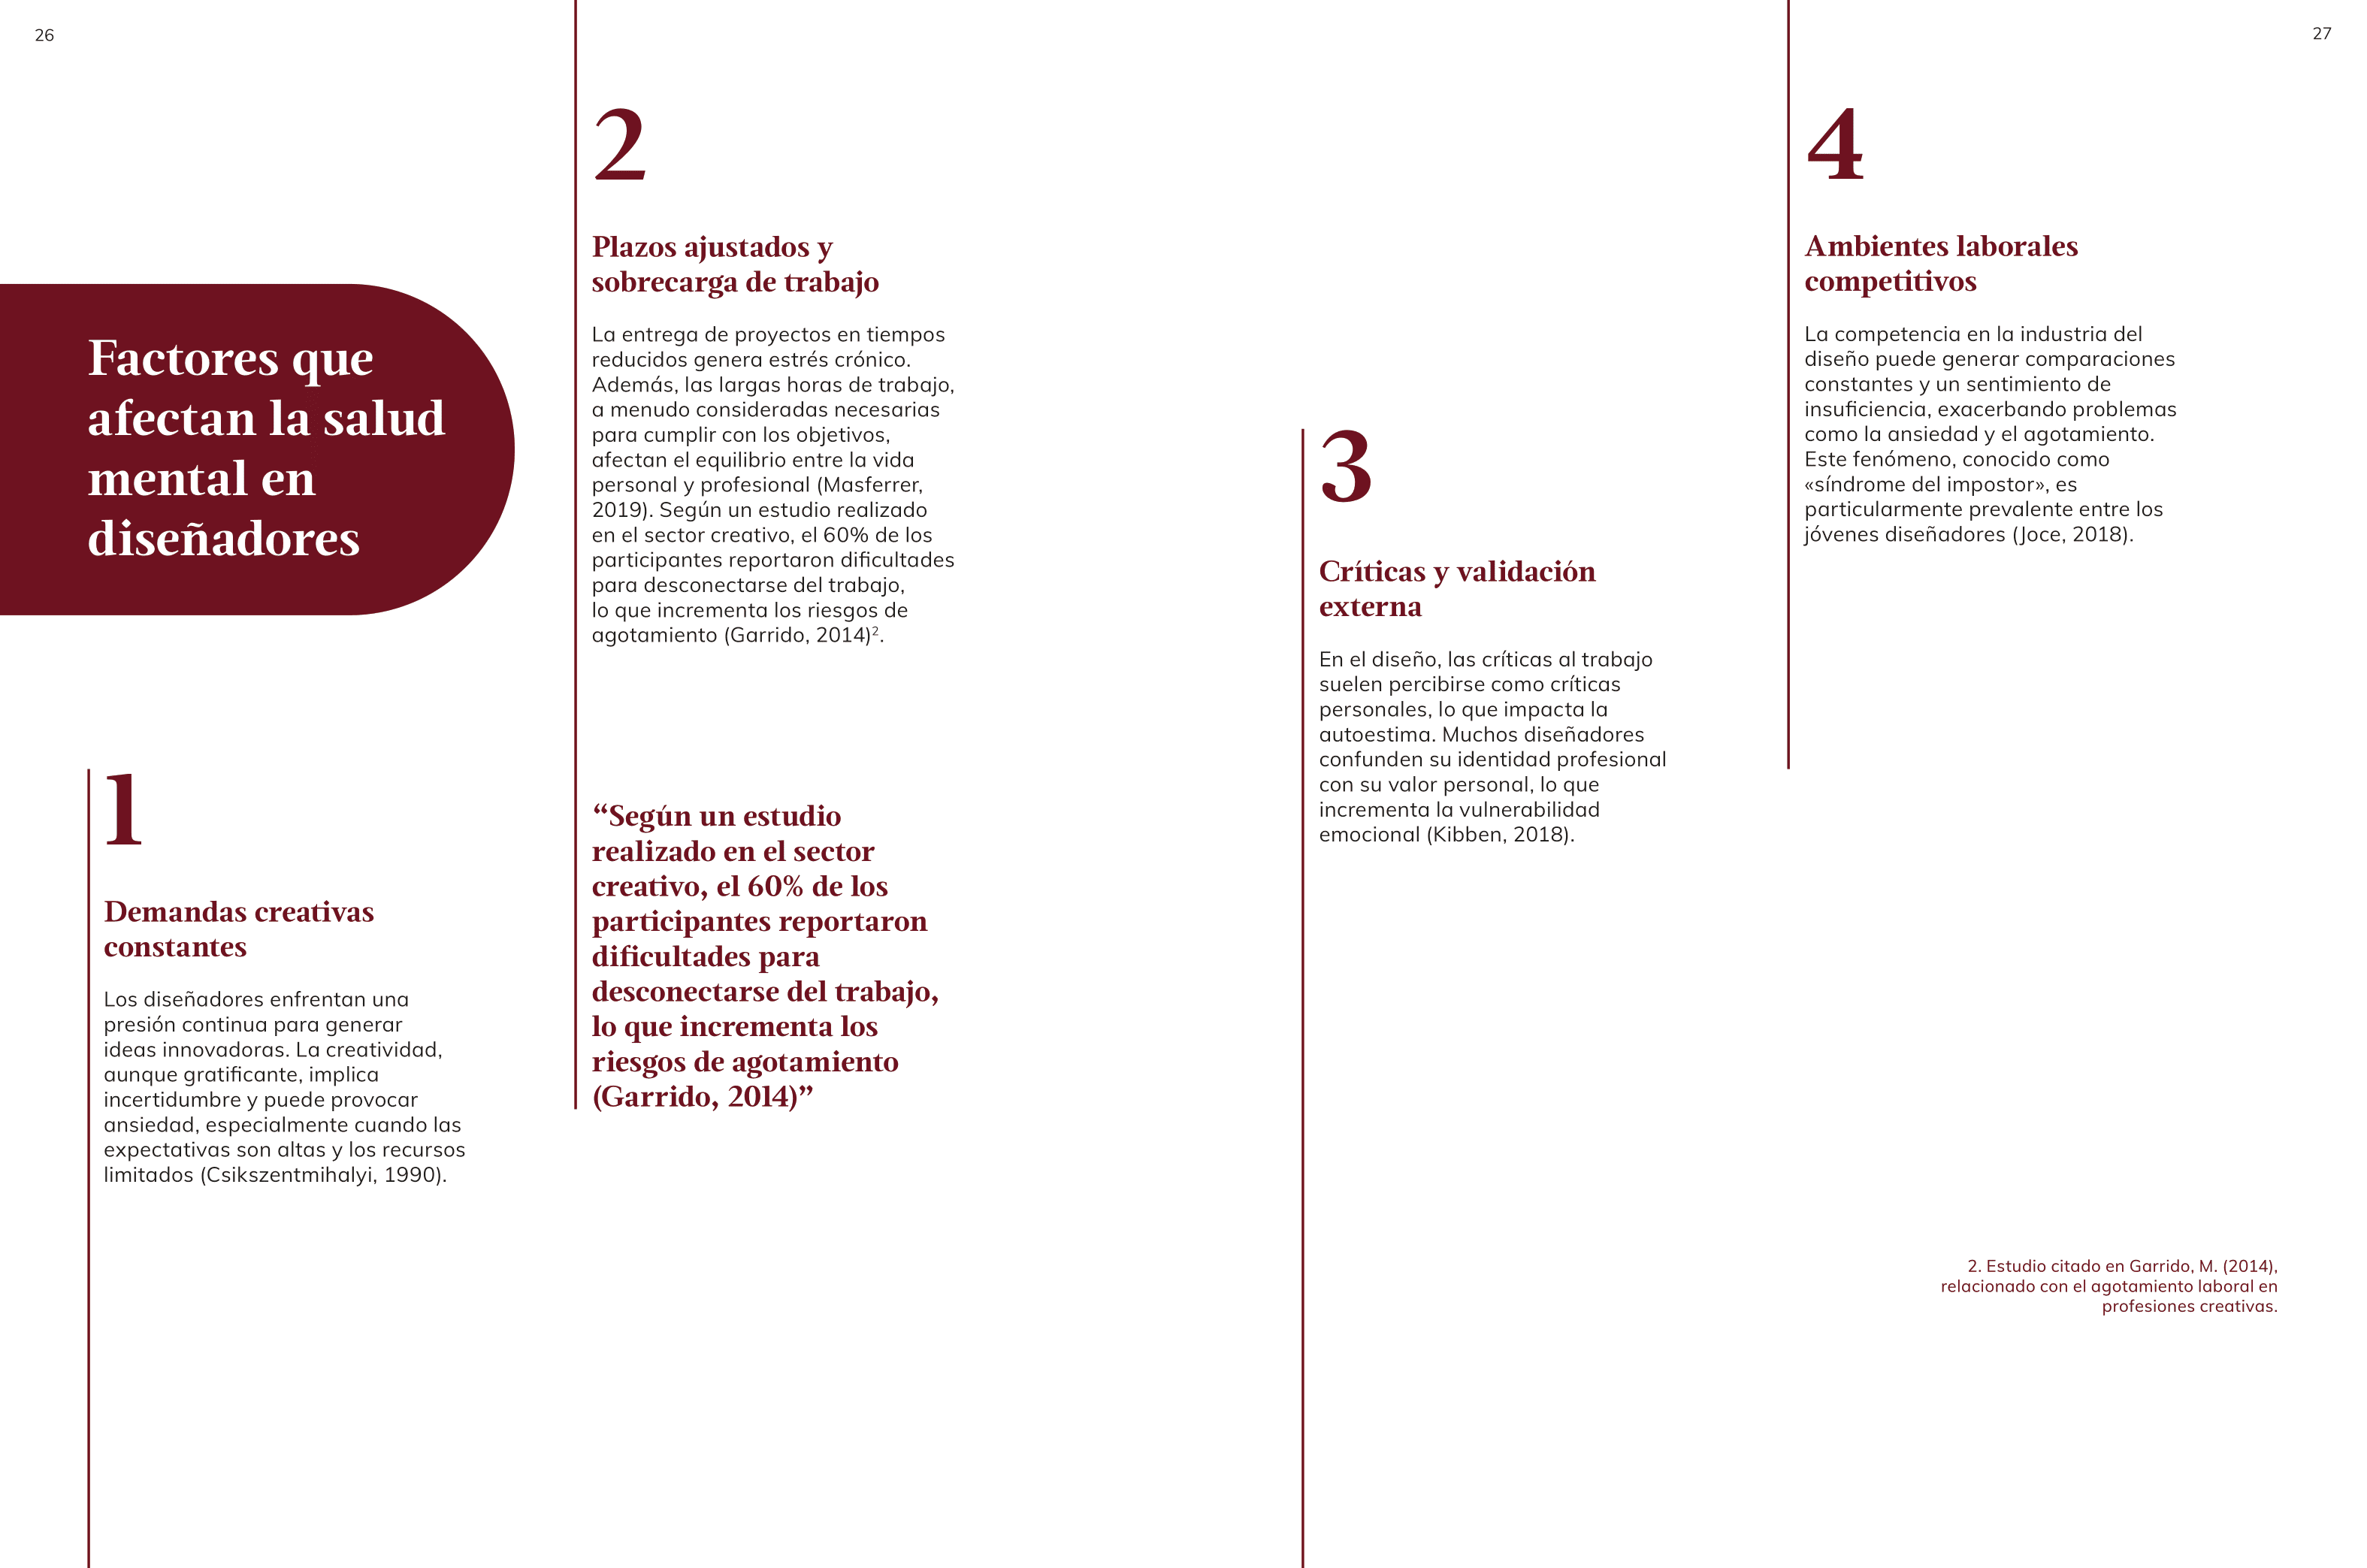 26
Factores que
afectan la salud
mental en
diseñadores
1
Demandas creativas
constantes
Los diseñadores enfrentan una
presión continua para generar
ideas innovadoras. La creatividad,
aunque gratificante, implica
incertidumbre y puede provocar
ansiedad, especialmente cuando las
expectativas son altas y los recursos
limitados (Csikszentmihalyi, 1990).
2
Plazos ajustados y
sobrecarga de trabajo
La entrega de proyectos en tiempos
reducidos genera estrés crónico.
Además, las largas horas de trabajo,
a menudo consideradas necesarias
para cumplir con los objetivos,
afectan el equilibrio entre la vida
personal y profesional (Masferrer,
2019). Según un estudio realizado
en el sector creativo, el 60% de los
participantes reportaron dificultades
para desconectarse del trabajo,
lo que incrementa los riesgos de
agotamiento (Garrido, 2014)².
“Según un estudio
realizado en el sector
creativo, el 60% de los
participantes reportaron
dificultades para
desconectarse del trabajo,
lo que incrementa los
riesgos de agotamiento
(Garrido, 2014)”
27
3
Críticas y validación
externa
En el diseño, las críticas al trabajo
suelen percibirse como críticas
personales, lo que impacta la
autoestima. Muchos diseñadores
confunden su identidad profesional
con su valor personal, lo que
incrementa la vulnerabilidad
emocional (Kibben, 2018).
4
Ambientes laborales
competitivos
La competencia en la industria del
diseño puede generar comparaciones
constantes y un sentimiento de
insuficiencia, exacerbando problemas
como la ansiedad y el agotamiento.
Este fenómeno, conocido como
«síndrome del impostor», es
particularmente prevalente entre los
jóvenes diseñadores (Joce, 2018).
2. Estudio citado en Garrido, M. (2014),
relacionado con el agotamiento laboral en
profesiones creativas.